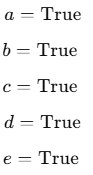 a = True
b = True
c = True
d = True
e = True